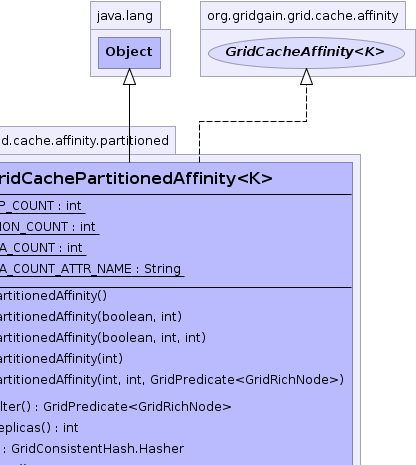 java.lang
org.gridgain.grid.cache.affinity
Object
GridCacheAffinity<K>
d.cache.affinity.partitioned
ridCachePartitionedAffinity<K>
P_COUNT : int
ION_COUNT : int
A_COUNT : int
A_COUNT_ATTR_NAME : String
artitionedAffinity()
artitionedAffinity(boolean, int)
artitionedAffinity(boolean, int, int)
artitionedAffinity(int)
artitionedAffinity(int, int, GridPredicate<GridRichNode>)
lter() : GridPredicate<GridRichNode>
eplicas() : int
: GridConsistentHash.Hasher